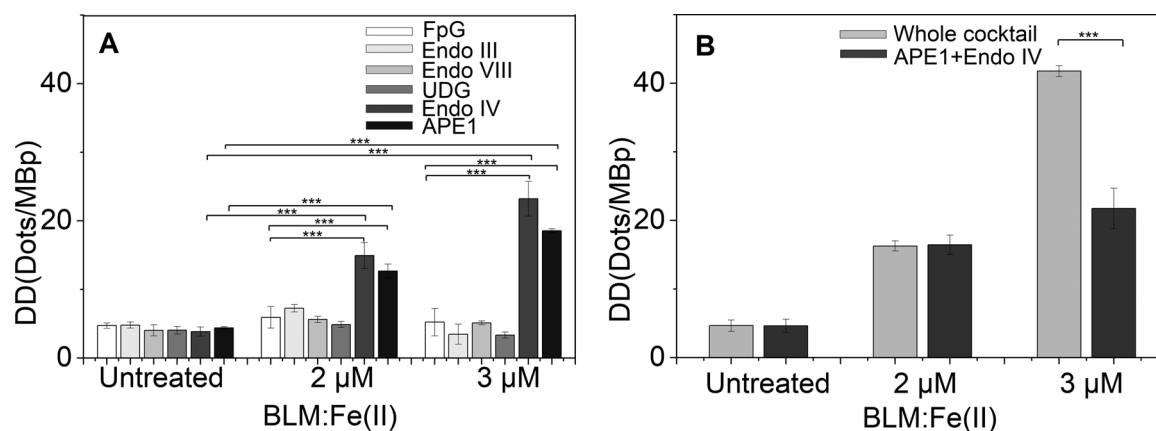 A
FpG
Endo III
Endo VIII
UDG
Endo IV
APE1
DD(Dots/MBp)
40
20
0
***
***
***
***
***
***
***
***
Untreated
2 µM
3 µM
BLM:Fe(II)
B
Whole cocktail
APE1+Endo IV
***
DD(Dots/MBp)
40
20
0
Untreated
2 µM
3 µM
BLM:Fe(II)